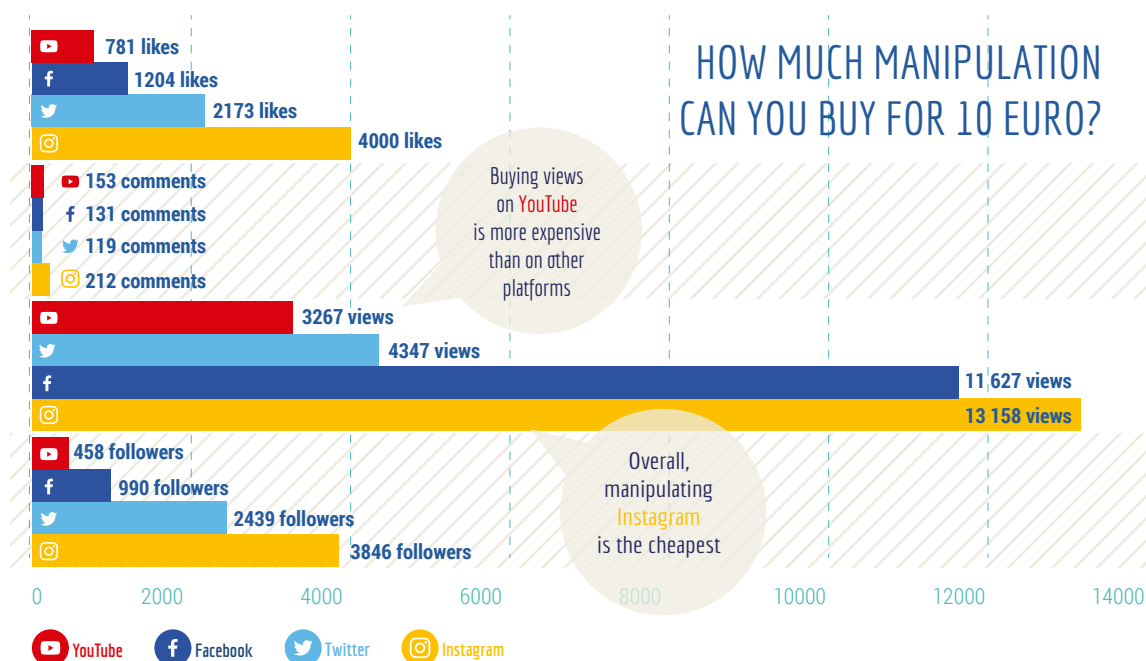 HOW MUCH MANIPULATION
CAN YOU BUY FOR 10 EURO?
781 likes
1204 likes
2173 likes
4000 likes
153 comments
131 comments
119 comments
212 comments
Buying views
on YouTube
is more expensive
than on other
platforms
3267 views
4347 views
11 627 views
13 158 views
458 followers
990 followers
2439 followers
3846 followers
Overall,
manipulating
Instagram
is the cheapest
0 2000 4000 6000 8000 10000 12000 14000
YouTube Facebook Twitter Instagram